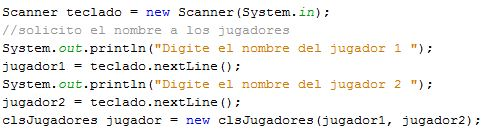 Scanner teclado = new Scanner(System.in);
//solicito el nombre a los jugadores
System.out.println("Digite el nombre del jugador 1 ");
jugador1 = teclado.nextLine();
System.out.println("Digite el nombre del jugador 2 ");
jugador2 = teclado.nextLine();
clsJugadores jugador = new clsJugadores(jugador1, jugador2);